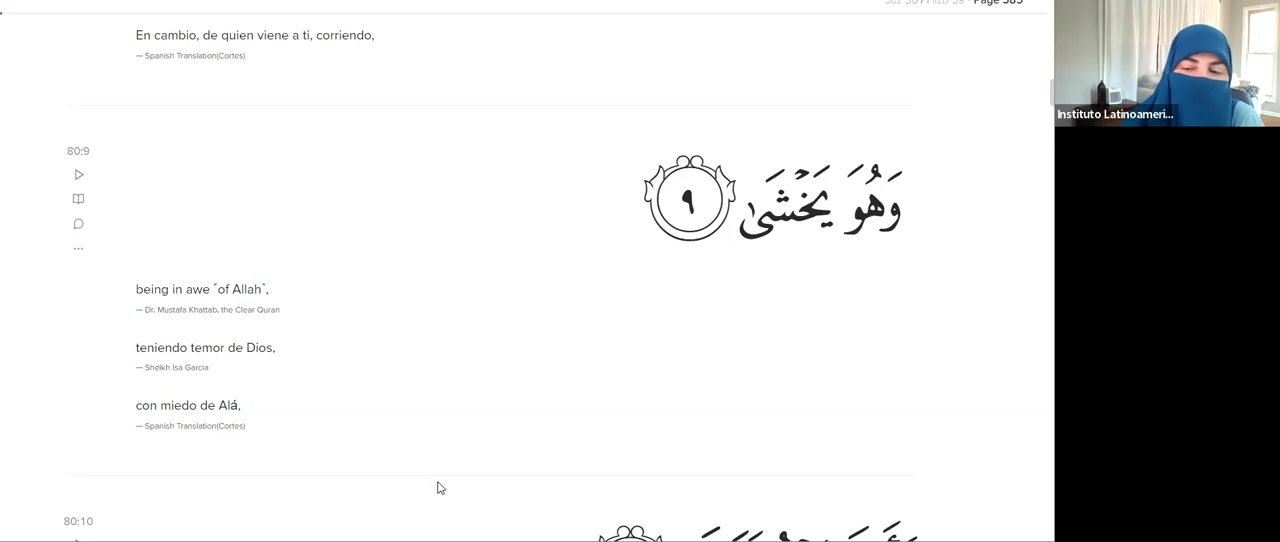 Page 585
En cambio, de quien viene a ti, corriendo,
— Spanish Translation(Cortes)
80:9
وَهُوَ يَخْشَىٰ ٩
being in awe ˹of Allah˺,
— Dr. Mustafa Khattab, the Clear Quran
teniendo temor de Dios,
— Sheikh Isa Garcia
con miedo de Alá,
— Spanish Translation(Cortes)
80:10
Instituto Latinoameri...